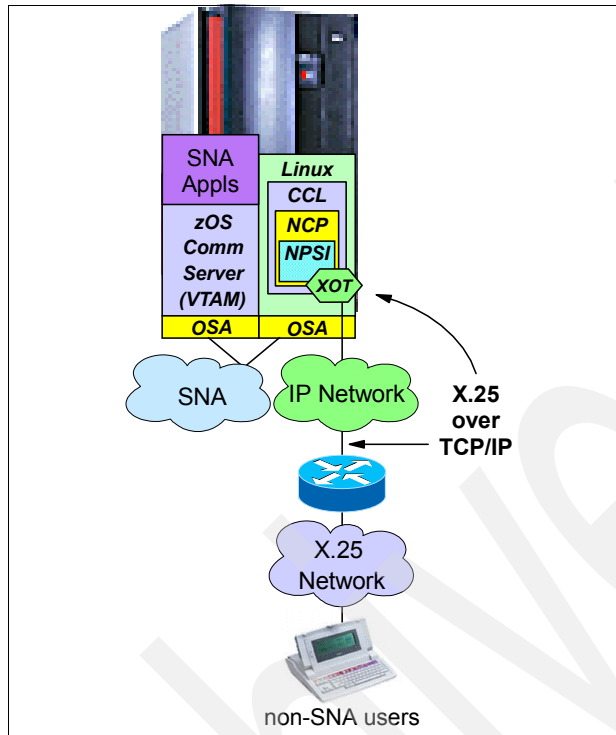 SNA
Appls
zOS
Comm
Server
(VTAM)
OSA
Linux
CCL
NCP
NPSI
XOT
OSA
SNA
IP Network
X.25
over
TCP/IP
X.25
Network
non-SNA users